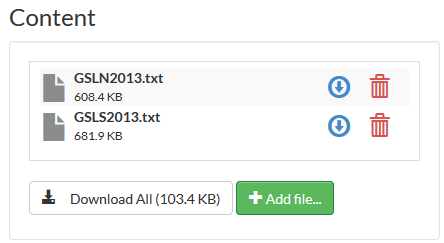 Content
GSLN2013.txt
608.4 KB
GSLS2013.txt
681.9 KB
Download All (103.4 KB)
Add file...